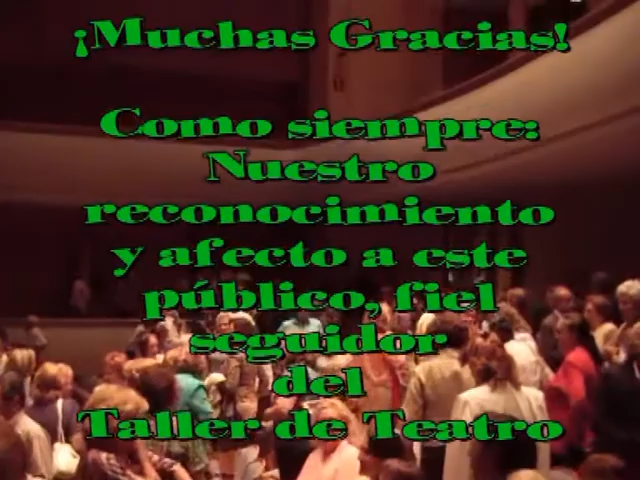 ¡Muchas Gracias!
Como siempre:
Nuestro
reconocimiento
y afecto a este
público, fiel
seguidor
del
Taller de Teatro